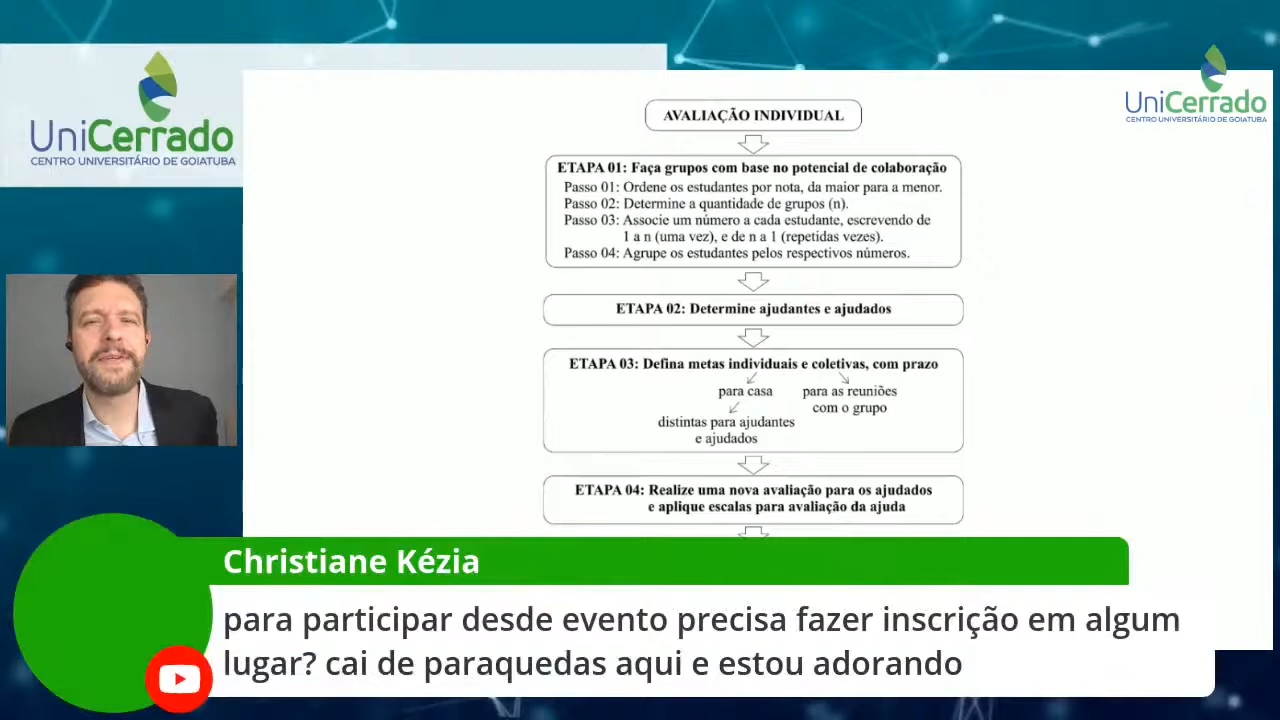 UniCerrado
CENTRO UNIVERSITÁRIO DE GOIATUBA
UniCerrado
CENTRO UNIVERSITÁRIO DE GOIATUBA
AVALIAÇÃO INDIVIDUAL
ETAPA 01: Faça grupos com base no potencial de colaboração
Passo 01: Ordene os estudantes por nota, da maior para a menor.
Passo 02: Determine a quantidade de grupos (n).
Passo 03: Associe um número a cada estudante, escrevendo de
1 a n (uma vez), e de n a 1 (repetidas vezes).
Passo 04: Agrupe os estudantes pelos respectivos números.
ETAPA 02: Determine ajudantes e ajudados
ETAPA 03: Defina metas individuais e coletivas, com prazo
para casa
para as reuniões
com o grupo
distintas para ajudantes
e ajudados
ETAPA 04: Realize uma nova avaliação para os ajudados
e aplique escalas para avaliação da ajuda
Christiane Kézia
para participar desde evento precisa fazer inscrição em algum
lugar? cai de paraquedas aqui e estou adorando